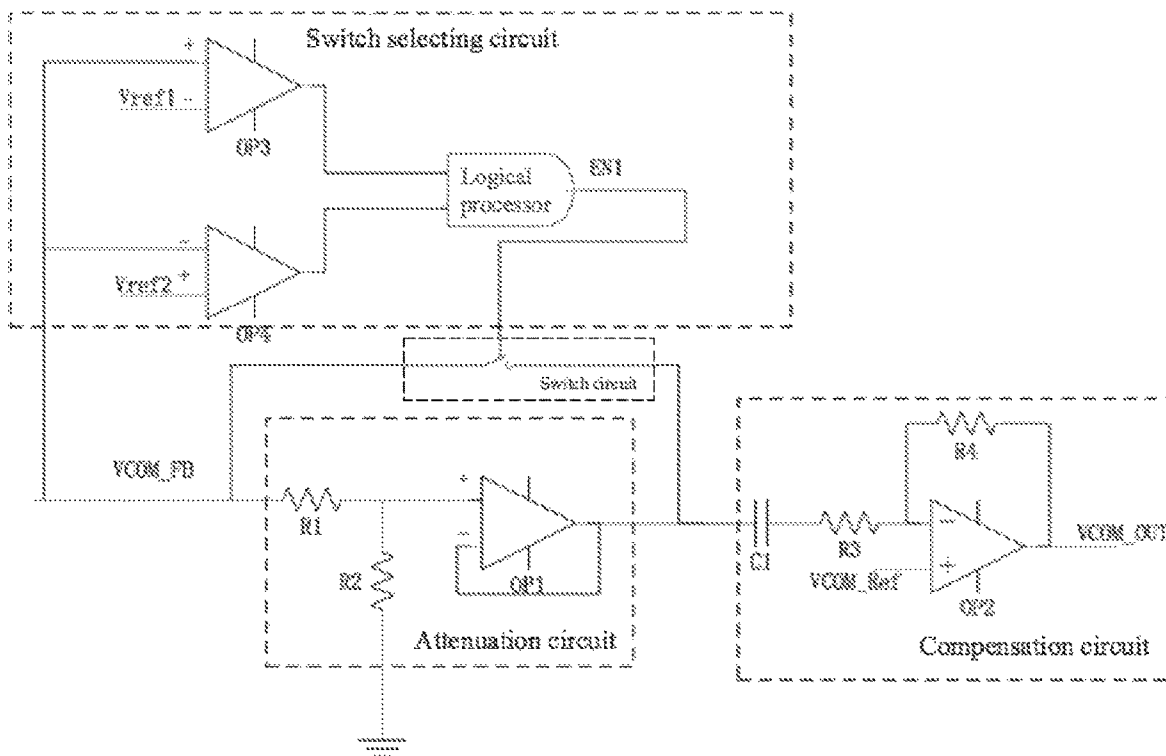 Switch selecting circuit
+
Vref1 -
OP3
Logical
processor
EN1
-
Vref2 +
OP4
Switch circuit
VCOM_FB
R1
+
-
R2
OP1
Attenuation circuit
R4
C1
R3
-
VCOM_OUT
VCOM_Ref
+
OP2
Compensation circuit